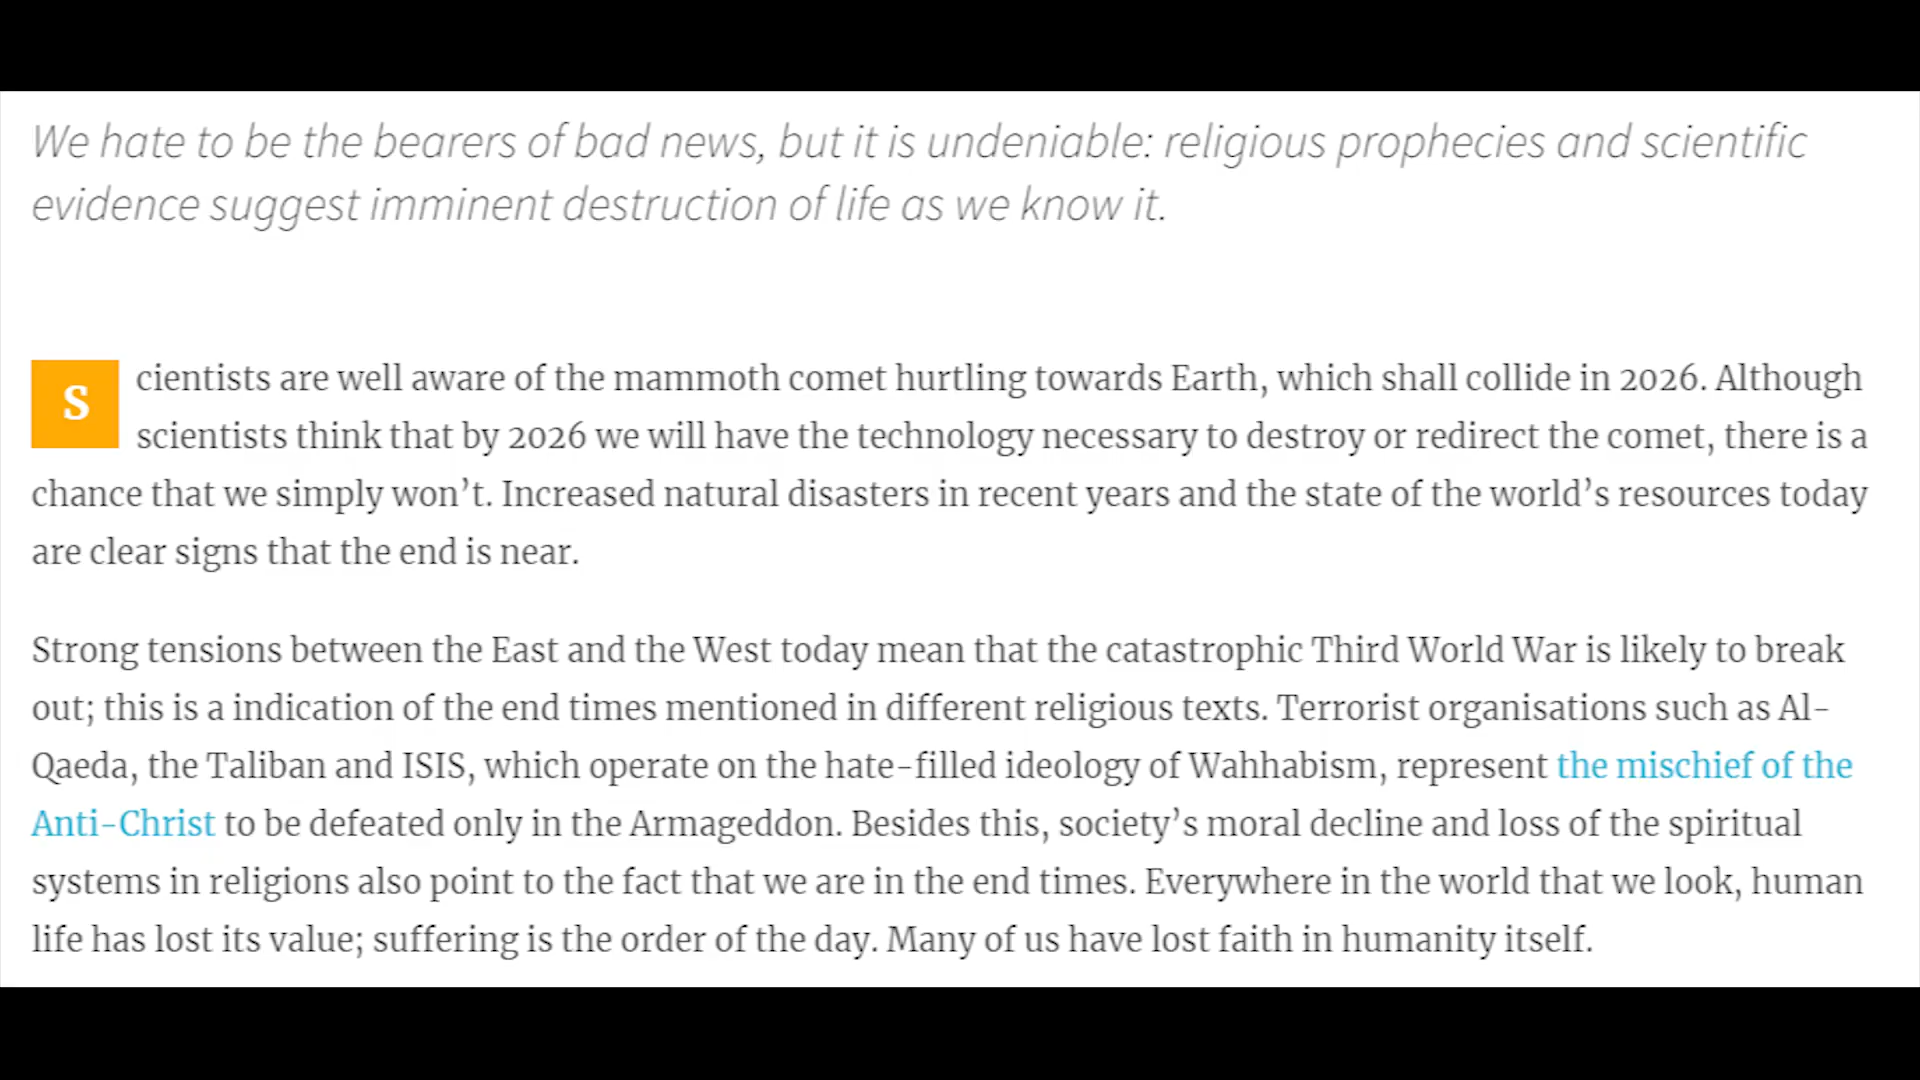 We hate to be the bearers of bad news, but it is undeniable: religious prophecies and scientific
evidence suggest imminent destruction of life as we know it.
Scientists are well aware of the mammoth comet hurtling towards Earth, which shall collide in 2026. Although
scientists think that by 2026 we will have the technology necessary to destroy or redirect the comet, there is a
chance that we simply won’t. Increased natural disasters in recent years and the state of the world’s resources today
are clear signs that the end is near.
Strong tensions between the East and the West today mean that the catastrophic Third World War is likely to break
out; this is a indication of the end times mentioned in different religious texts. Terrorist organisations such as Al-
Qaeda, the Taliban and ISIS, which operate on the hate-filled ideology of Wahhabism, represent the mischief of the
Anti-Christ to be defeated only in the Armageddon. Besides this, society’s moral decline and loss of the spiritual
systems in religions also point to the fact that we are in the end times. Everywhere in the world that we look, human
life has lost its value; suffering is the order of the day. Many of us have lost faith in humanity itself.